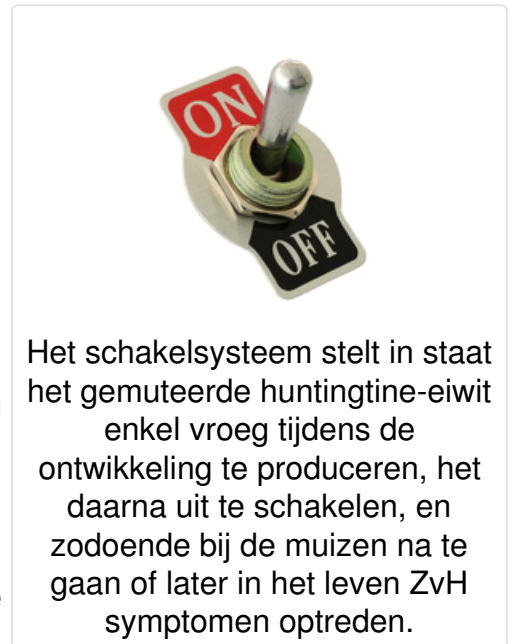 ON
OFF
Het schakelsysteem stelt in staat
het gemuteerde huntingtine-eiwit
enkel vroeg tijdens de
ontwikkeling te produceren, het
daarna uit te schakelen, en
zodoende bij de muizen na te
gaan of later in het leven ZvH
symptomen optreden.